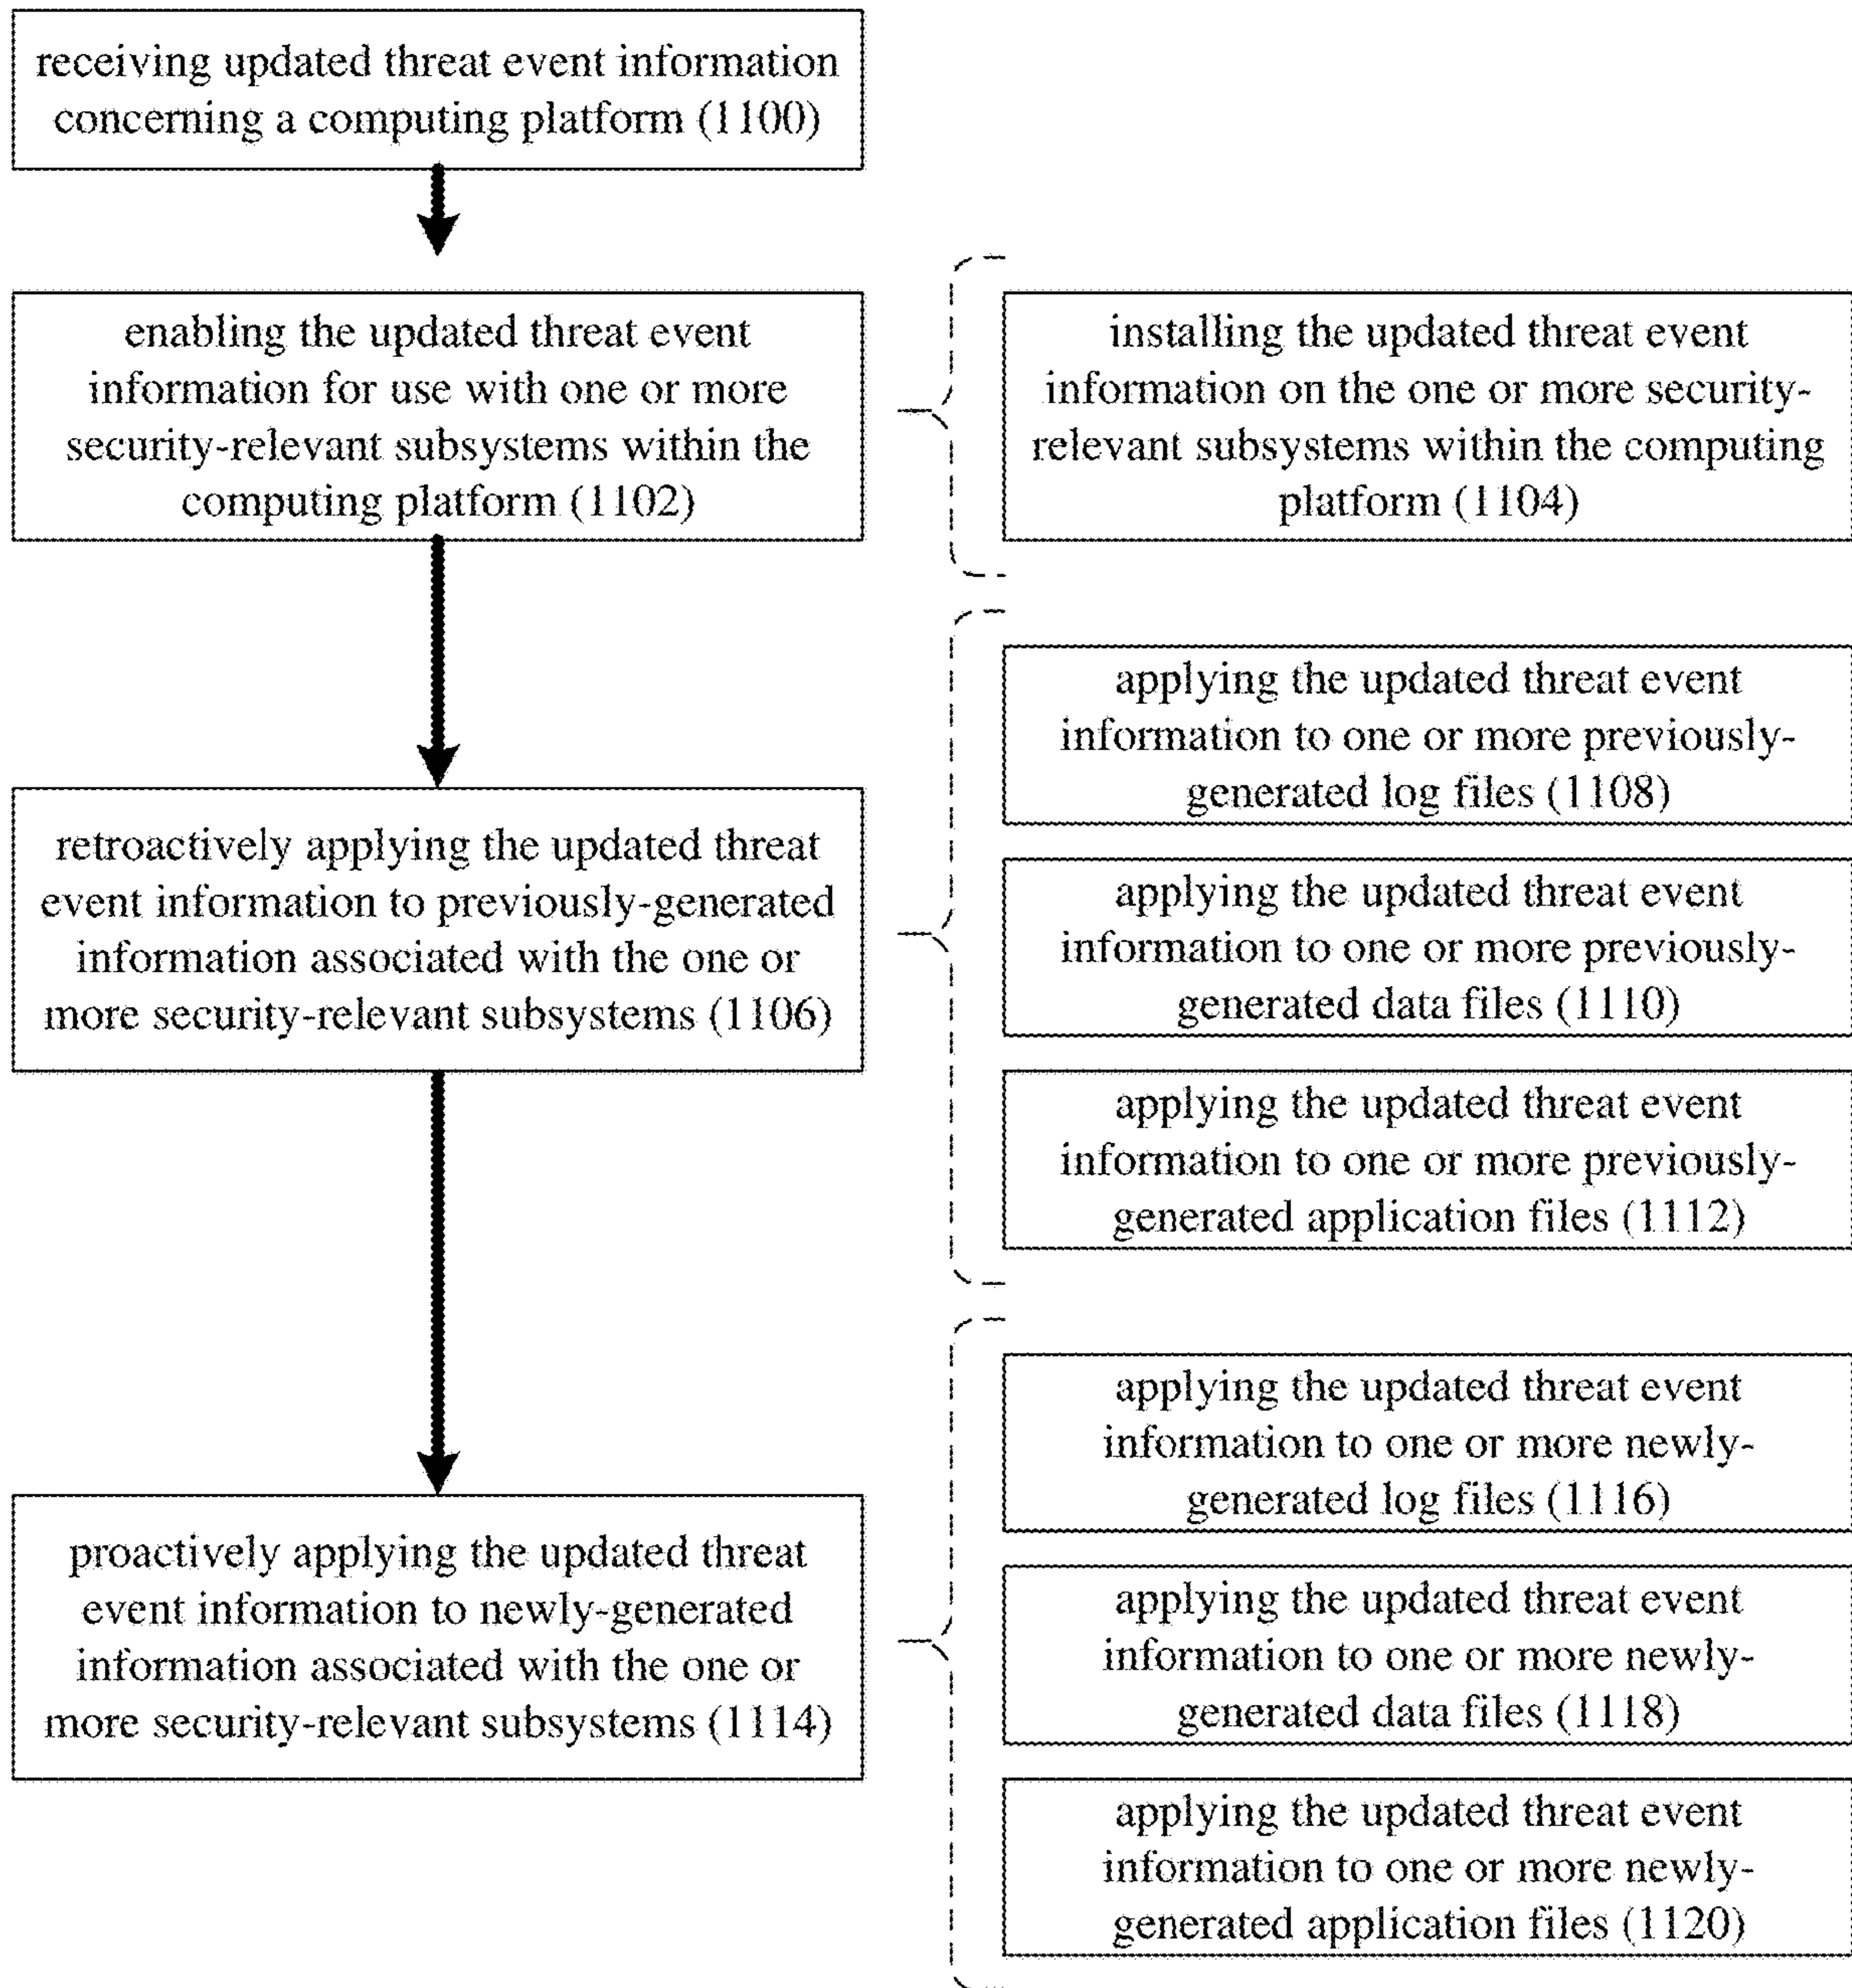 receiving updated threat event information
concerning a computing platform (1100)
enabling the updated threat event
information for use with one or more
security-relevant subsystems within the
computing platform (1102)
installing the updated threat event
information on the one or more security-
relevant subsystems within the computing
platform (1104)
retroactively applying the updated threat
event information to previously-generated
information associated with the one or
more security-relevant subsystems (1106)
applying the updated threat event
information to one or more previously-
generated log files (1108)
applying the updated threat event
information to one or more previously-
generated data files (1110)
applying the updated threat event
information to one or more previously-
generated application files (1112)
proactively applying the updated threat
event information to newly-generated
information associated with the one or
more security-relevant subsystems (1114)
applying the updated threat event
information to one or more newly-
generated log files (1116)
applying the updated threat event
information to one or more newly-
generated data files (1118)
applying the updated threat event
information to one or more newly-
generated application files (1120)